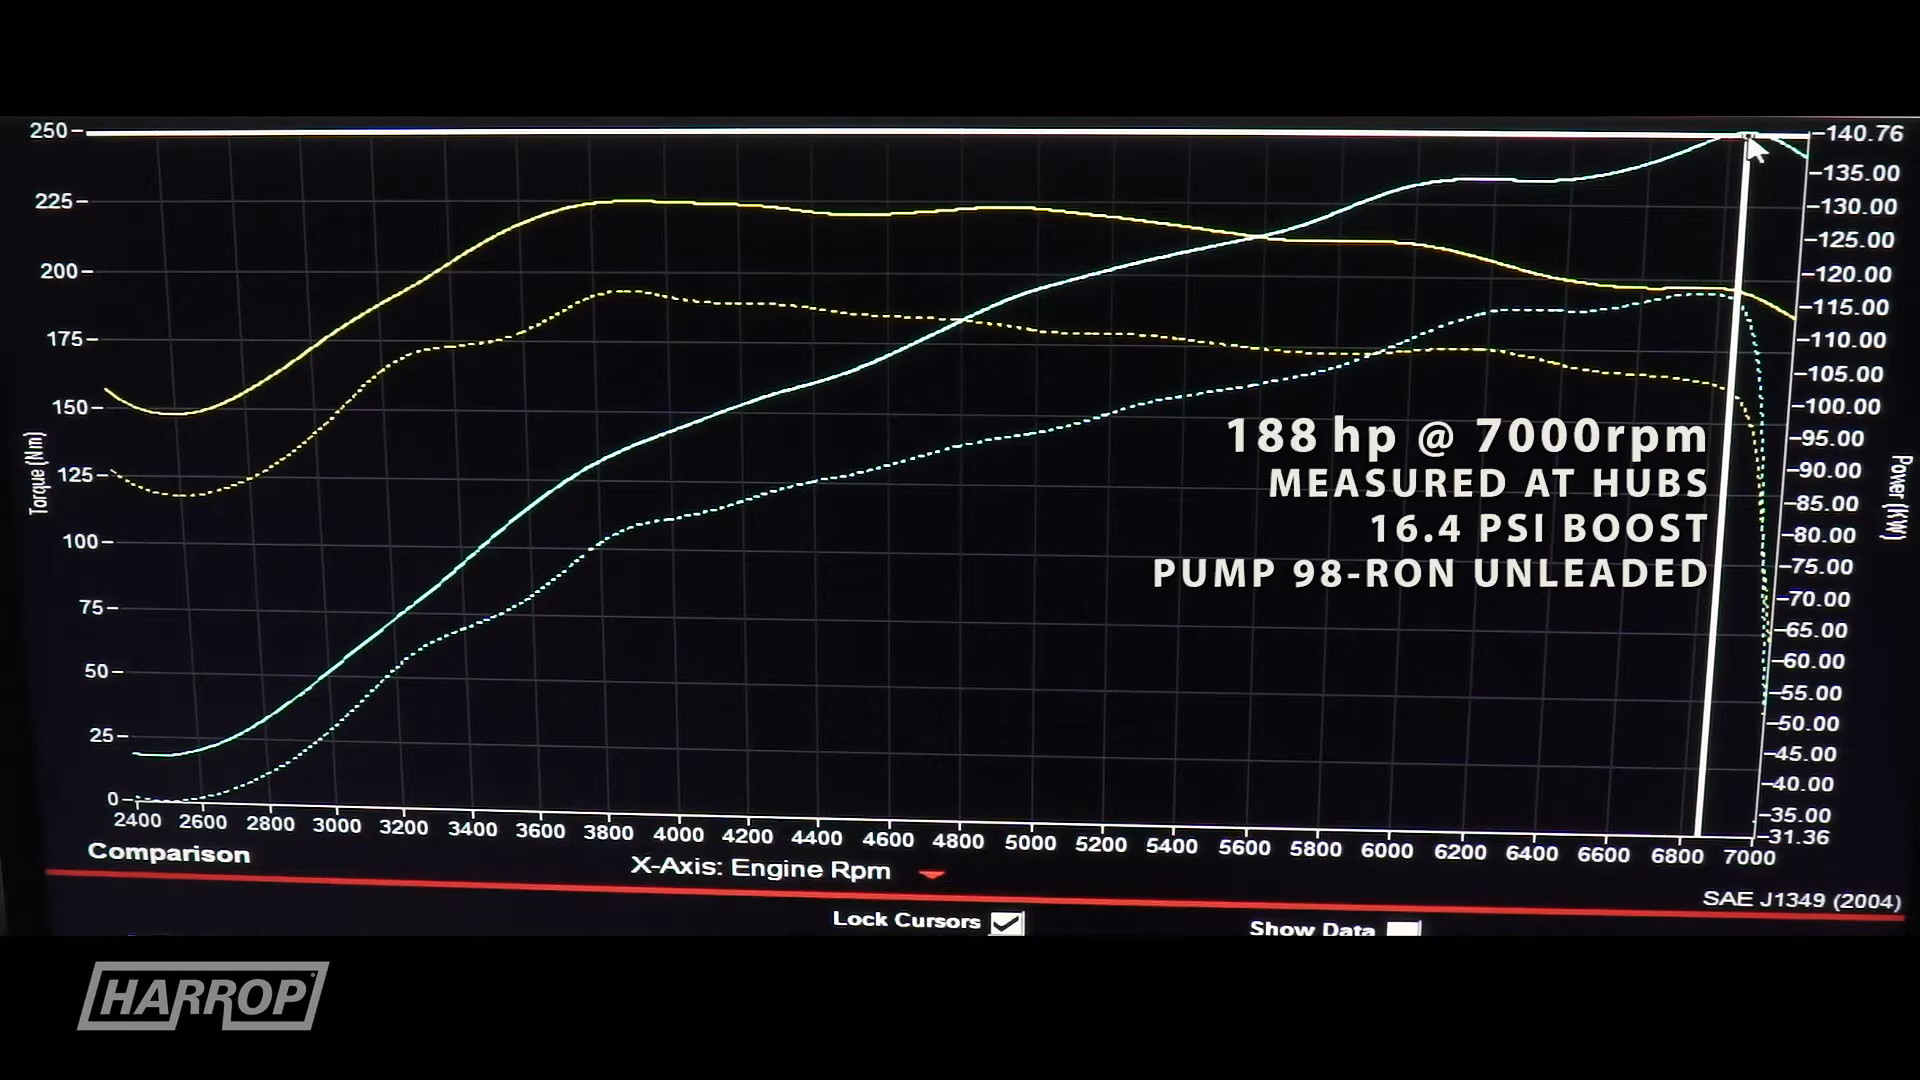 250
225
200
175
150
125
100
75
50
25
0
Torque (Nm)
140.76
135.00
130.00
125.00
120.00
115.00
110.00
105.00
100.00
95.00
90.00
85.00
80.00
75.00
70.00
65.00
60.00
55.00
50.00
45.00
40.00
35.00
31.36
Power (kW)
188 hp @ 7000rpm
MEASURED AT HUBS
16.4 PSI BOOST
PUMP 98-RON UNLEADED
2400 2600 2800 3000 3200 3400 3600 3800 4000 4200 4400 4600 4800 5000 5200 5400 5600 5800 6000 6200 6400 6600 6800 7000
Comparison
X-Axis: Engine Rpm
SAE J1349 (2004)
Lock Cursors
Show Data
HARROP